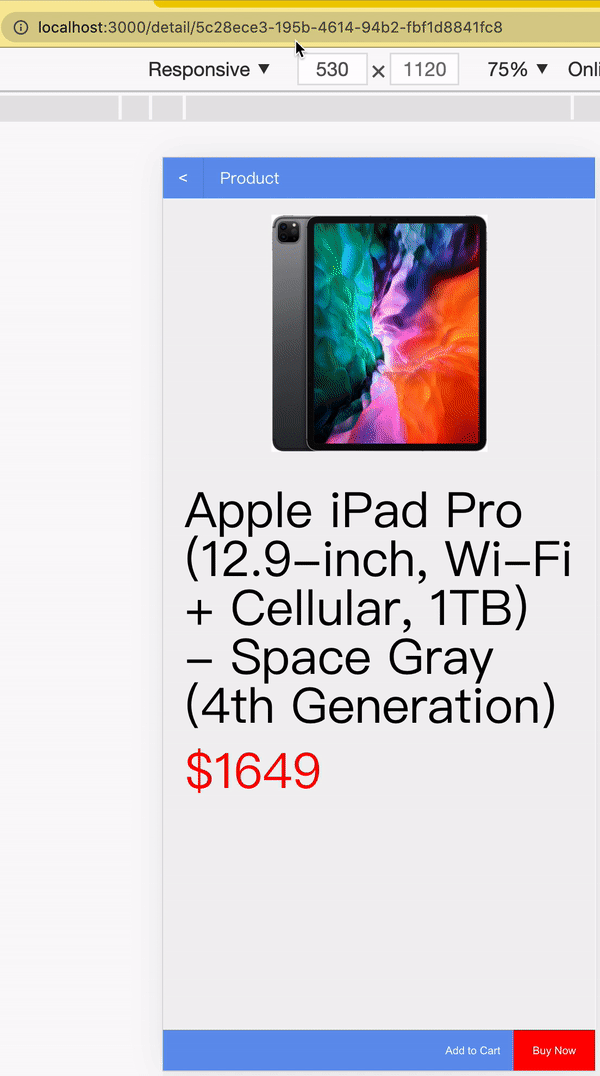 localhost:3000/detail/5c28ece3-195b-4614-94b2-fbf1d8841fc8
Responsive ▼ 530 × 1120 75% ▼ Onli
< Product
Apple iPad Pro
(12.9-inch, Wi-Fi
+ Cellular, 1TB)
- Space Gray
(4th Generation)
$1649
Add to Cart Buy Now